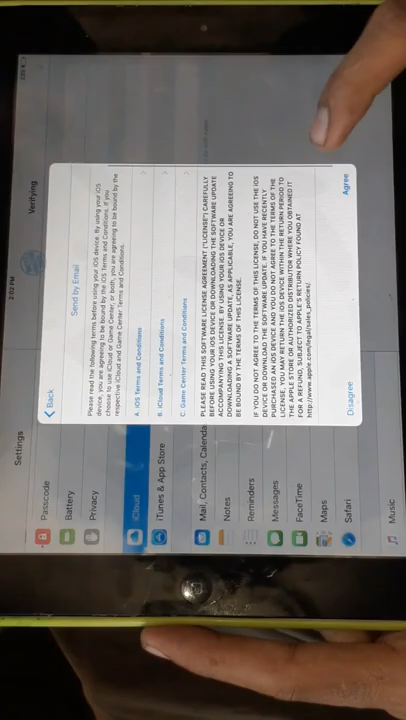 2:02 PM
Settings
Verifying
Passcode
Battery
Privacy
iCloud
iTunes & App Store
Mail, Contacts, Calenda
Notes
Reminders
Messages
FaceTime
Maps
Safari
Music
Back
Send by Email
Please read the following terms before using your iOS device. By using your iOS
device, you are agreeing to be bound by the iOS Terms and Conditions. If you
choose to use iCloud or Game Center, or both, you are agreeing to be bound by the
respective iCloud and Game Center Terms and Conditions.
A. iOS Terms and Conditions
B. iCloud Terms and Conditions
C. Game Center Terms and Conditions
PLEASE READ THIS SOFTWARE LICENSE AGREEMENT ("LICENSE") CAREFULLY
BEFORE USING YOUR IOS DEVICE OR DOWNLOADING THE SOFTWARE UPDATE
ACCOMPANYING THIS LICENSE. BY USING YOUR IOS DEVICE OR
DOWNLOADING A SOFTWARE UPDATE, AS APPLICABLE, YOU ARE AGREEING TO
BE BOUND BY THE TERMS OF THIS LICENSE.
IF YOU DO NOT AGREE TO THE TERMS OF THIS LICENSE, DO NOT USE THE iOS
DEVICE OR DOWNLOAD THE SOFTWARE UPDATE. IF YOU HAVE RECENTLY
PURCHASED AN iOS DEVICE AND YOU DO NOT AGREE TO THE TERMS OF THE
LICENSE, YOU MAY RETURN THE iOS DEVICE WITHIN THE RETURN PERIOD TO
THE APPLE STORE OR AUTHORIZED DISTRIBUTOR WHERE YOU OBTAINED IT
FOR A REFUND, SUBJECT TO APPLE'S RETURN POLICY FOUND AT
http://www.apple.com/legal/sales_policies/.
Disagree
Agree